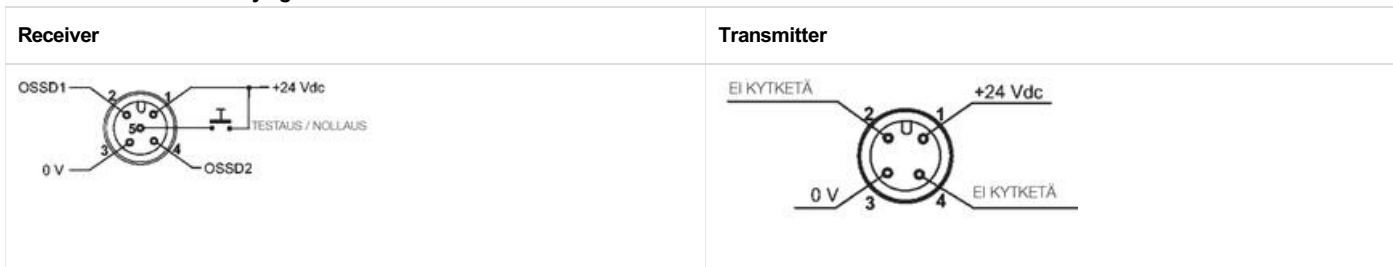 Receiver
Transmitter
OSSD1
2
1
+24 Vdc
5
TESTAUS / NOLLAUS
3
4
0 V
OSSD2
EI KYTKETÄ
+24 Vdc
2
1
0 V
3
4
EI KYTKETÄ